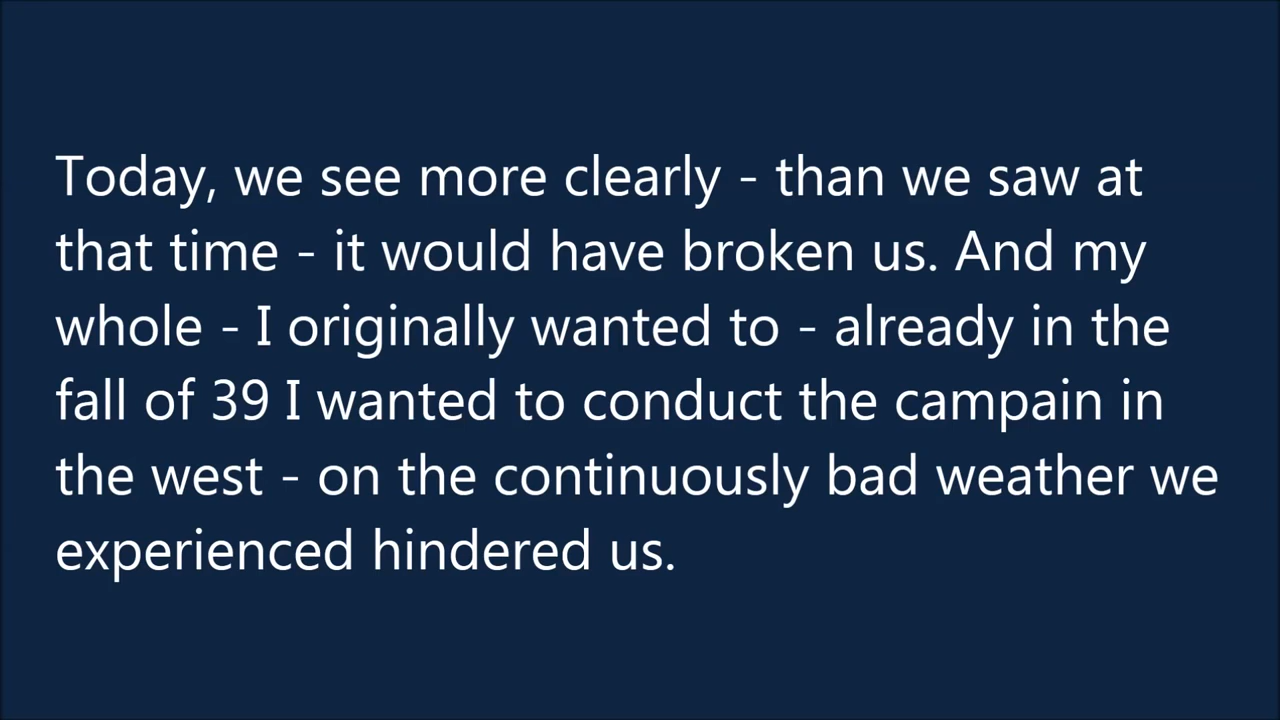 Today, we see more clearly - than we saw at
that time - it would have broken us. And my
whole - I originally wanted to - already in the
fall of 39 I wanted to conduct the campain in
the west - on the continuously bad weather we
experienced hindered us.